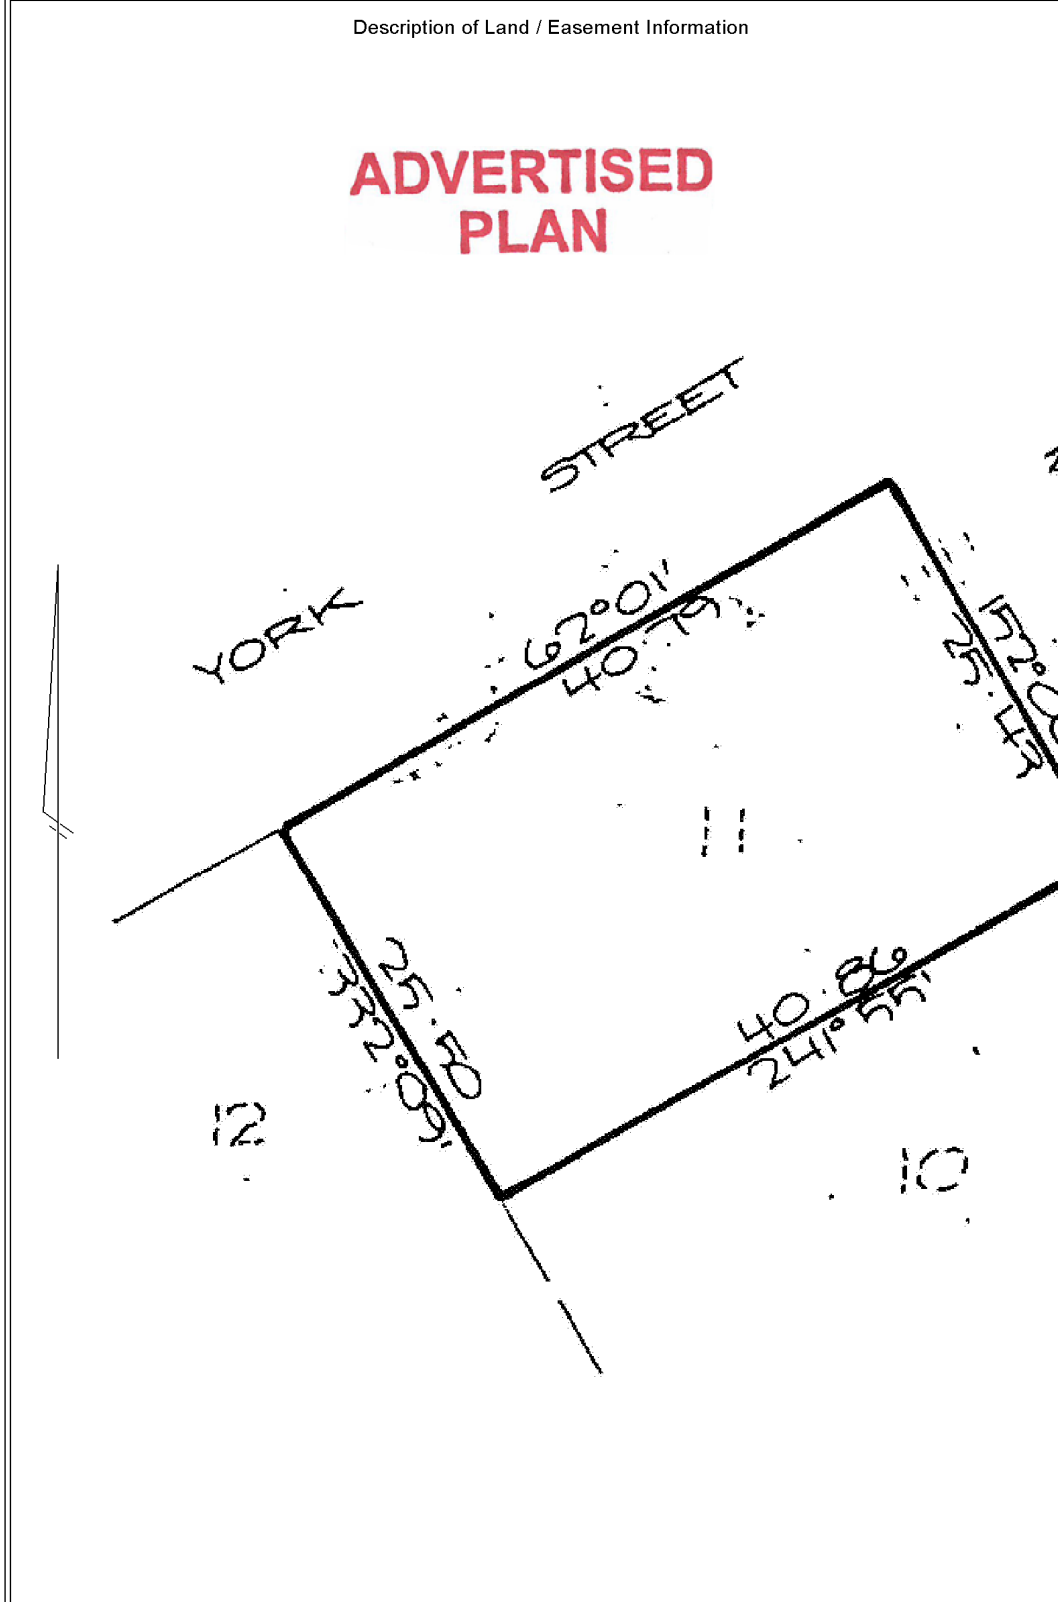 Description of Land / Easement Information
ADVERTISED
PLAN
YORK STREET
62°01'
40.79
25.43
11
25.50
332°09'
40.86
241°55'
12
10